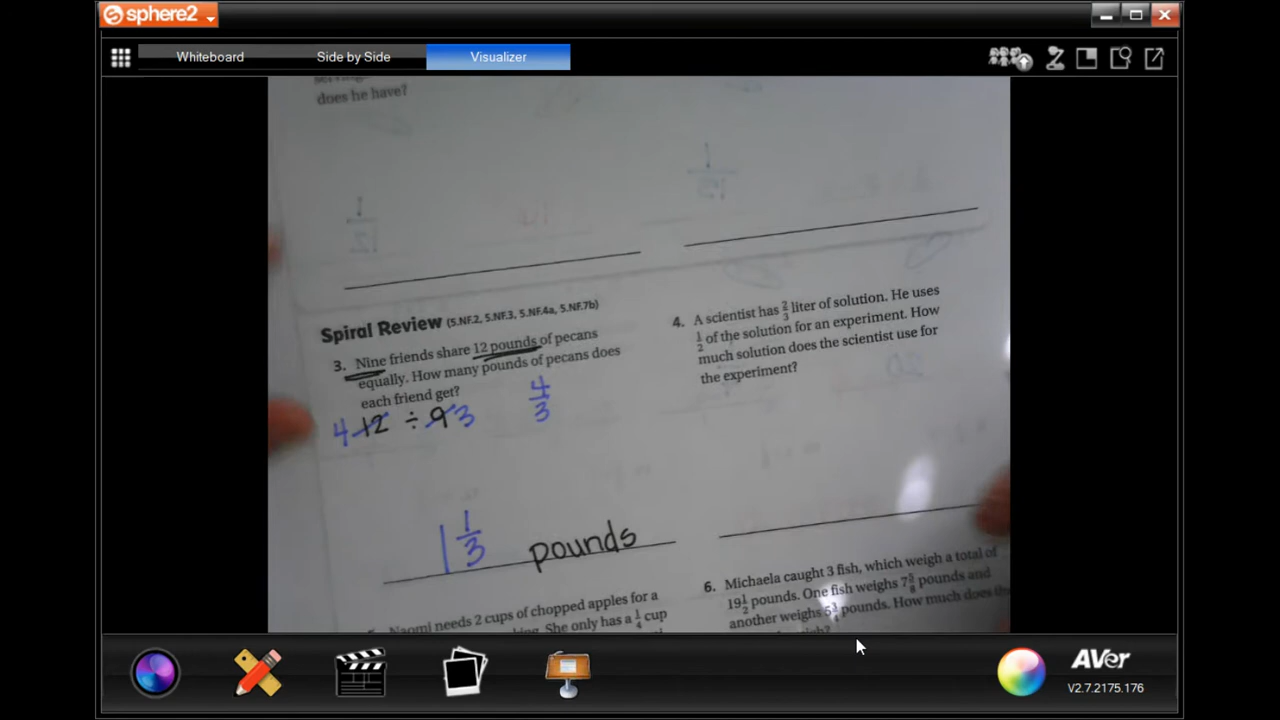 sphere2
Whiteboard Side by Side Visualizer
does he have?
1/15
1/12
Spiral Review (5.NF.2, 5.NF.3, 5.NF.4a, 5.NF.7b)
3. Nine friends share 12 pounds of pecans
equally. How many pounds of pecans does
each friend get?
4 12 ÷ 9 3
4/3
1 1/3 pounds
4. A scientist has 2/3 liter of solution. He uses
1/2 of the solution for an experiment. How
much solution does the scientist use for
the experiment?
Naomi needs 2 cups of chopped apples for a
She only has a 1/4 cup
6. Michaela caught 3 fish, which weigh a total of
19 1/2 pounds. One fish weighs 7 5/8 pounds and
another weighs 5 3/4 pounds. How much does the
AVer
V2.7.2175.176